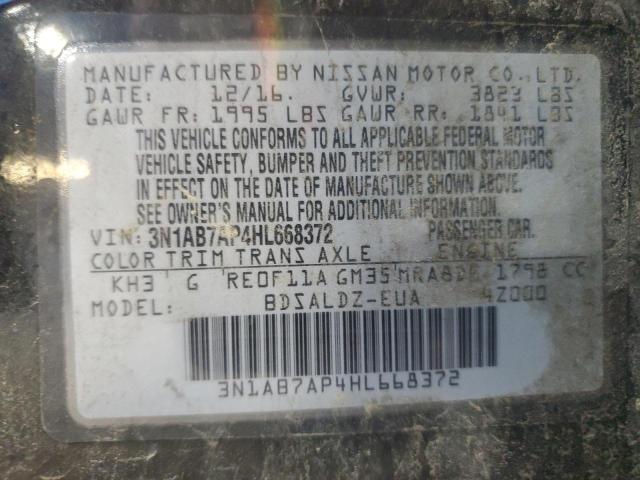 MANUFACTURED BY NISSAN MOTOR CO., LTD.
DATE: 12/16. GVWR: 3823 LBS
GAWR FR: 1995 LBS GAWR RR: 1841 LBS
THIS VEHICLE CONFORMS TO ALL APPLICABLE FEDERAL MOTOR
VEHICLE SAFETY, BUMPER AND THEFT PREVENTION STANDARDS
IN EFFECT ON THE DATE OF MANUFACTURE SHOWN ABOVE.
SEE OWNER'S MANUAL FOR ADDITIONAL INFORMATION.
VIN: 3N1AB7AP4HL668372 PASSENGER CAR.
COLOR TRIM TRANS AXLE ENGINE
KH3 G RE0F11A GM35 MRA8DE 1798 CC
MODEL: BDSALDZ-EUA 4Z000
3N1AB7AP4HL668372